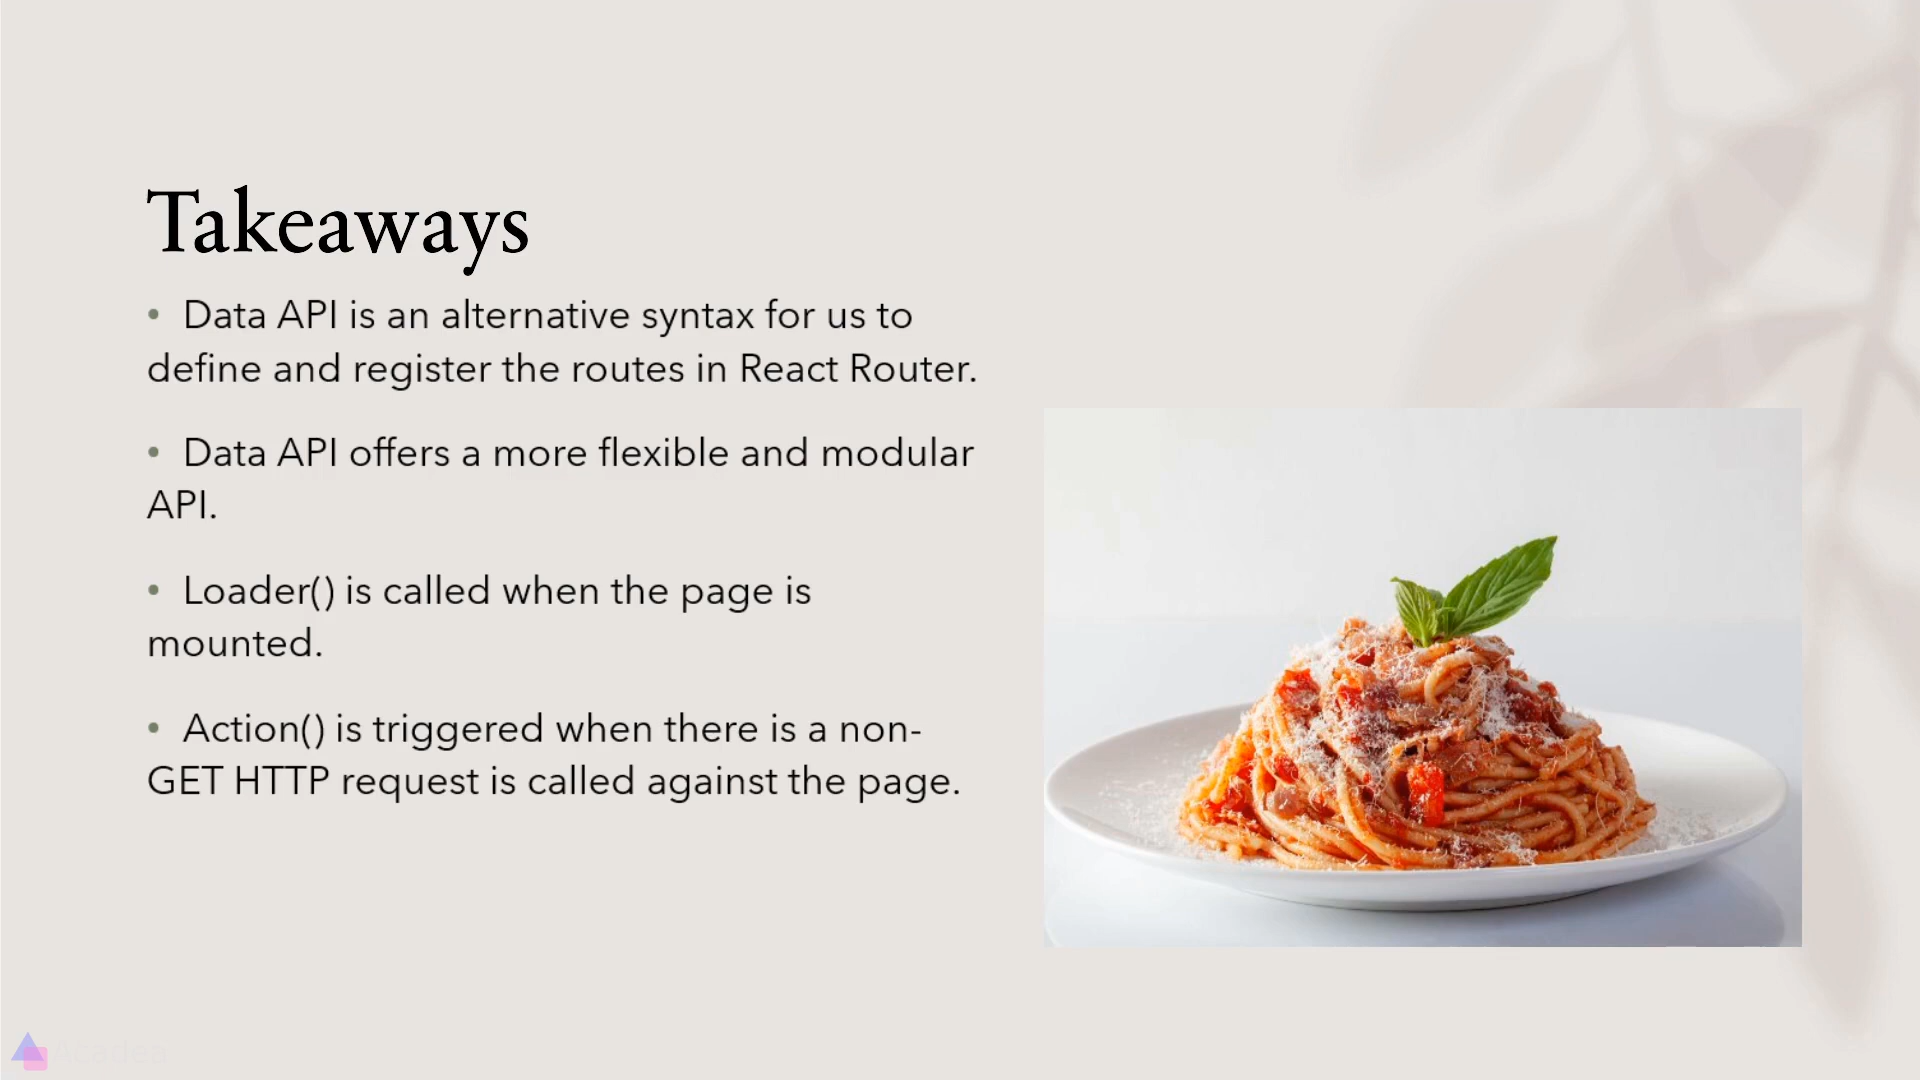 Takeaways
• Data API is an alternative syntax for us to
define and register the routes in React Router.
• Data API offers a more flexible and modular
API.
• Loader() is called when the page is
mounted.
• Action() is triggered when there is a non-
GET HTTP request is called against the page.
Acadea